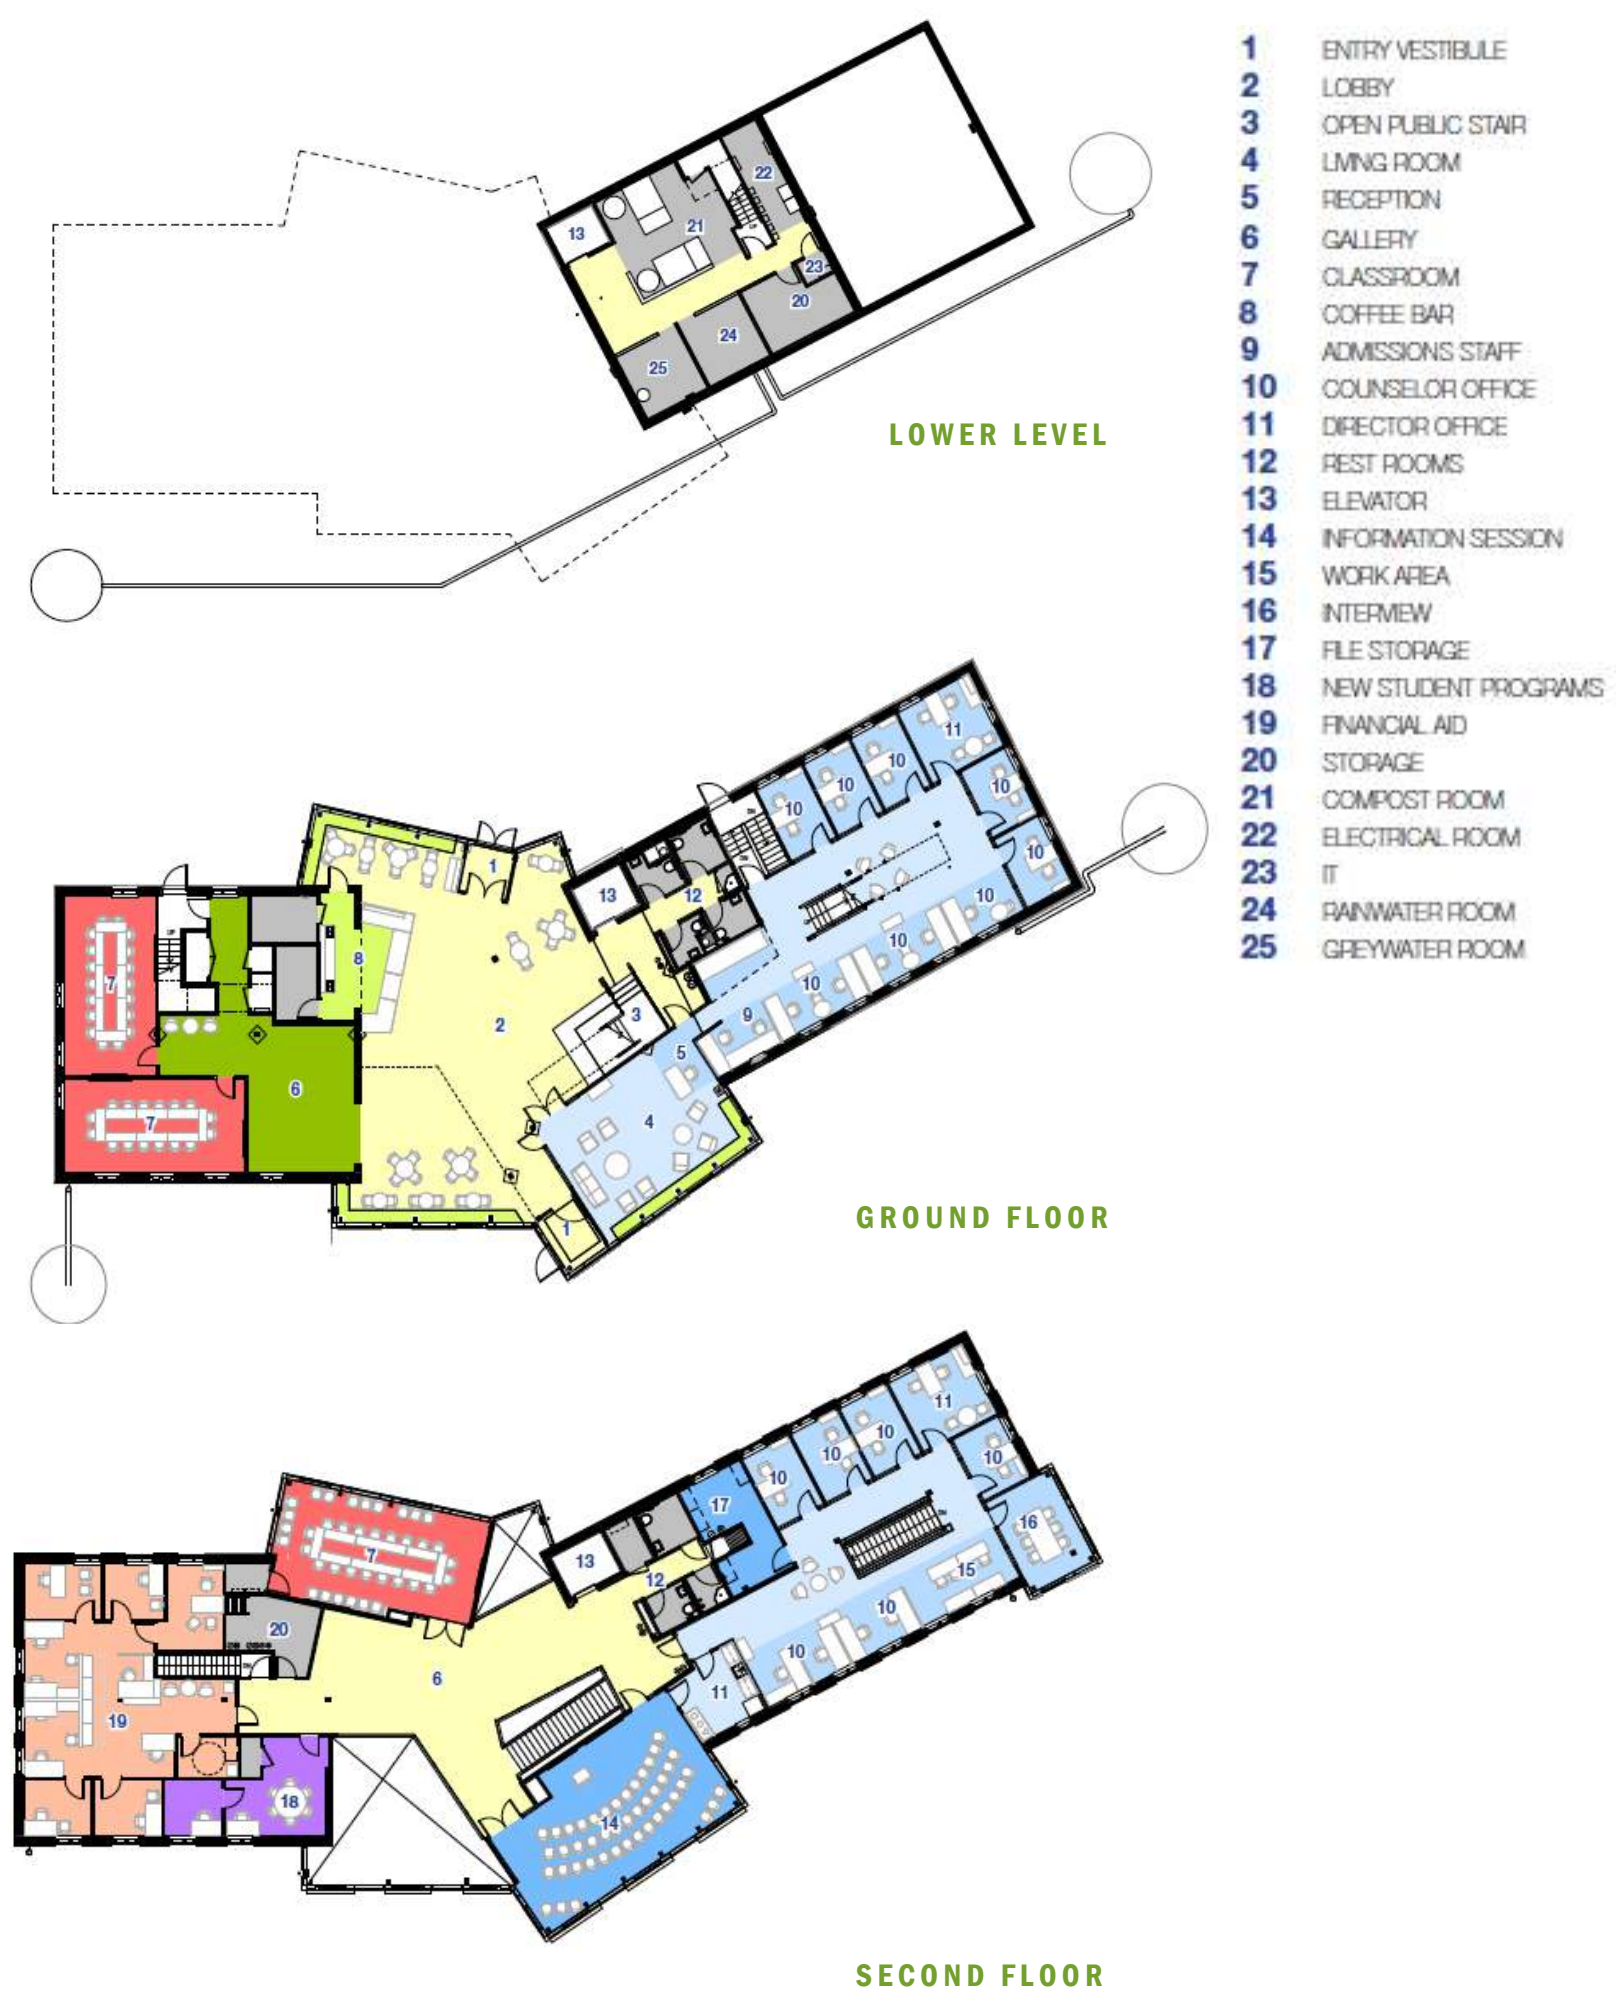 1 ENTRY VESTIBULE
2 LOBBY
3 OPEN PUBLIC STAIR
4 LIVING ROOM
5 RECEPTION
6 GALLERY
7 CLASSROOM
8 COFFEE BAR
9 ADMISSIONS STAFF
10 COUNSELOR OFFICE
11 DIRECTOR OFFICE
12 REST ROOMS
13 ELEVATOR
14 INFORMATION SESSION
15 WORK AREA
16 INTERVIEW
17 FILE STORAGE
18 NEW STUDENT PROGRAMS
19 FINANCIAL AID
20 STORAGE
21 COMPOST ROOM
22 ELECTRICAL ROOM
23 IT
24 RAINWATER ROOM
25 GREYWATER ROOM
22
13
21
23
20
24
25
LOWER LEVEL
11
10
10
10
10
10
1
13
12
10
8
10
7
10
2
3
9
5
6
7
4
1
GROUND FLOOR
11
10
10
10
10
17
16
7
13
12
15
10
20
10
6
11
19
18
14
SECOND FLOOR